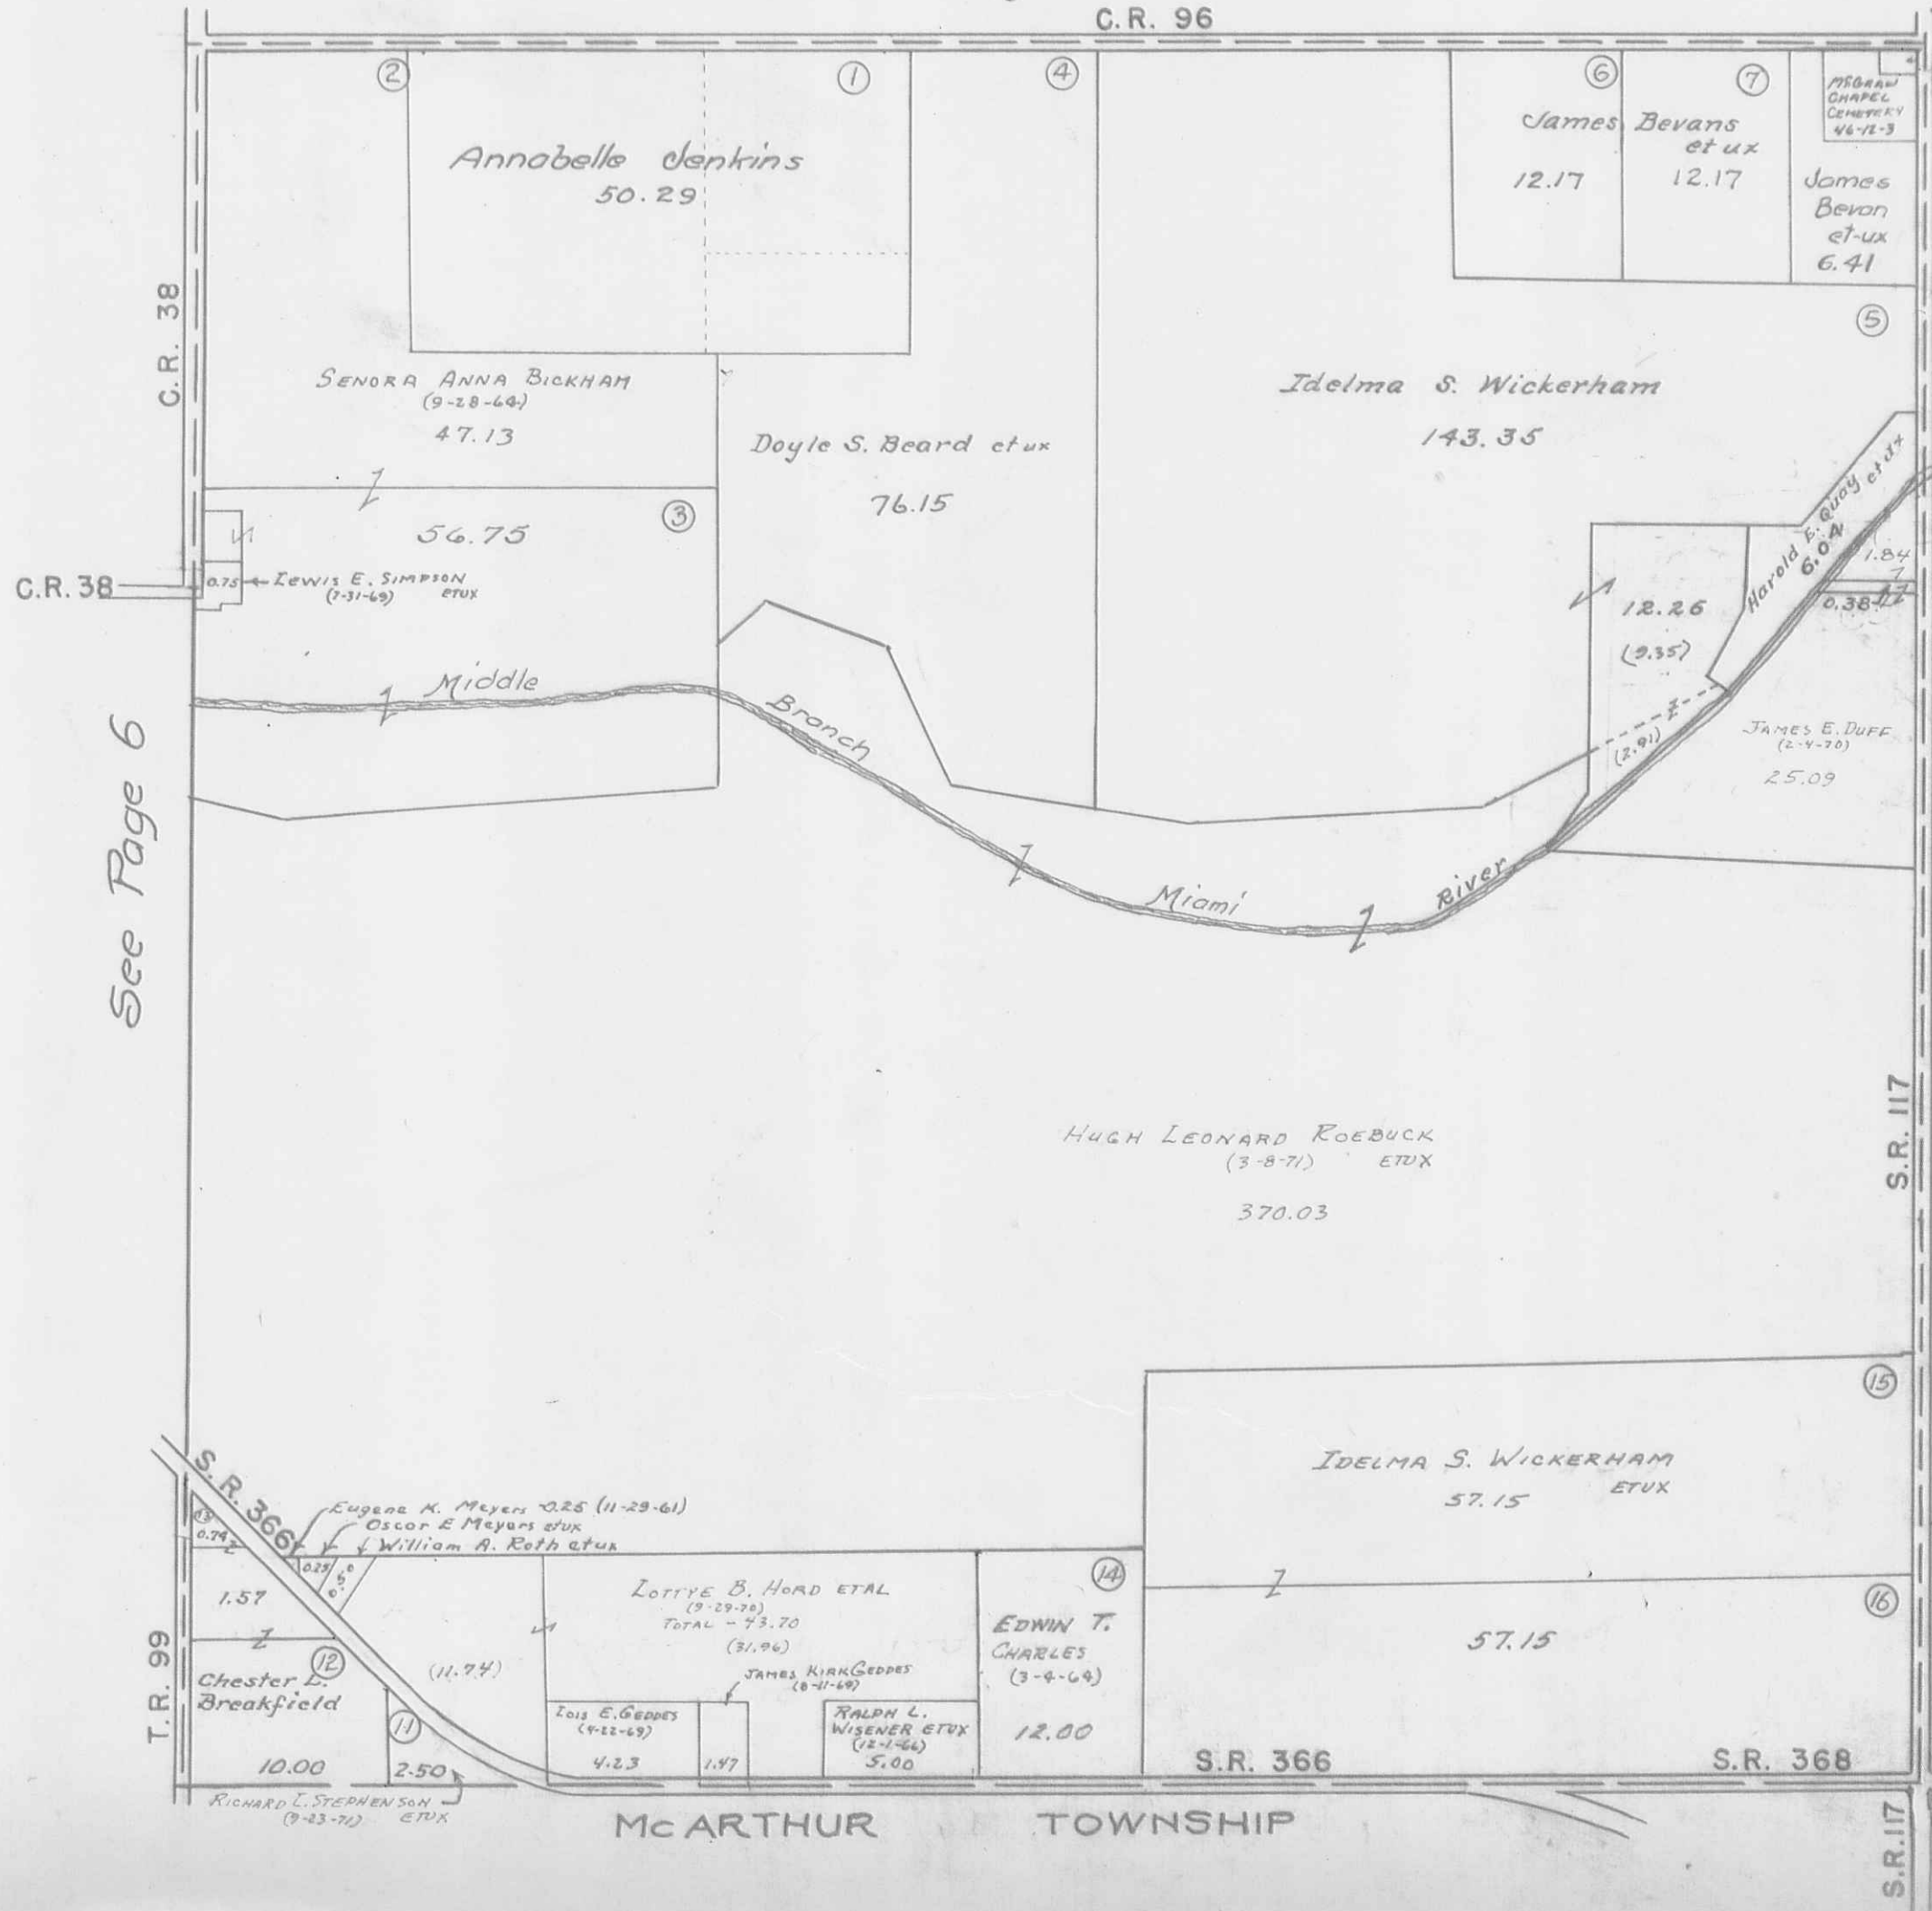 C.R. 96
2
1
4
6
7
McGRAW
CHAPEL
CEMETERY
46-12-3
Annabelle Jenkins
50.29
James Bevans
et ux
12.17
12.17
James
Bevan
et-ux
6.41
5
C.R. 38
SENORA ANNA BICKHAM
(9-28-64)
47.13
Doyle S. Beard et ux
76.15
Idelma S. Wickerham
143.35
3
56.75
C.R. 38
0.75
LEWIS E. SIMPSON
(7-31-69) ETUX
Harold E. Quay et ux
6.04
1.84
0.38
12.26
(9.35)
(2.91)
JAMES E. DUFF
(2-4-70)
25.09
Middle
Branch
Miami
River
See Page 6
HUGH LEONARD ROEBUCK
(3-8-71) ETUX
370.03
S.R. 117
15
IDELMA S. WICKERHAM
ETUX
57.15
16
57.15
S.R. 366
13
0.74
Eugene K. Meyers 0.25 (11-29-61)
Oscar E Meyers etux
William A. Roth etux
0.25
0.50
1.57
T.R. 99
12
Chester L.
Breakfield
10.00
11
2.50
RICHARD L. STEPHENSON
(9-23-71) ETUX
(11.74)
LOTTYE B. HORD ETAL
(9-29-70)
TOTAL - 43.70
(31.96)
JAMES KIRK GEDDES
(8-11-69)
LOIS E. GEDDES
(4-22-69)
4.23
1.47
RALPH L.
WISENER ETUX
(12-1-66)
5.00
14
EDWIN T.
CHARLES
(3-4-64)
12.00
S.R. 366
S.R. 368
McARTHUR TOWNSHIP
S.R. 117